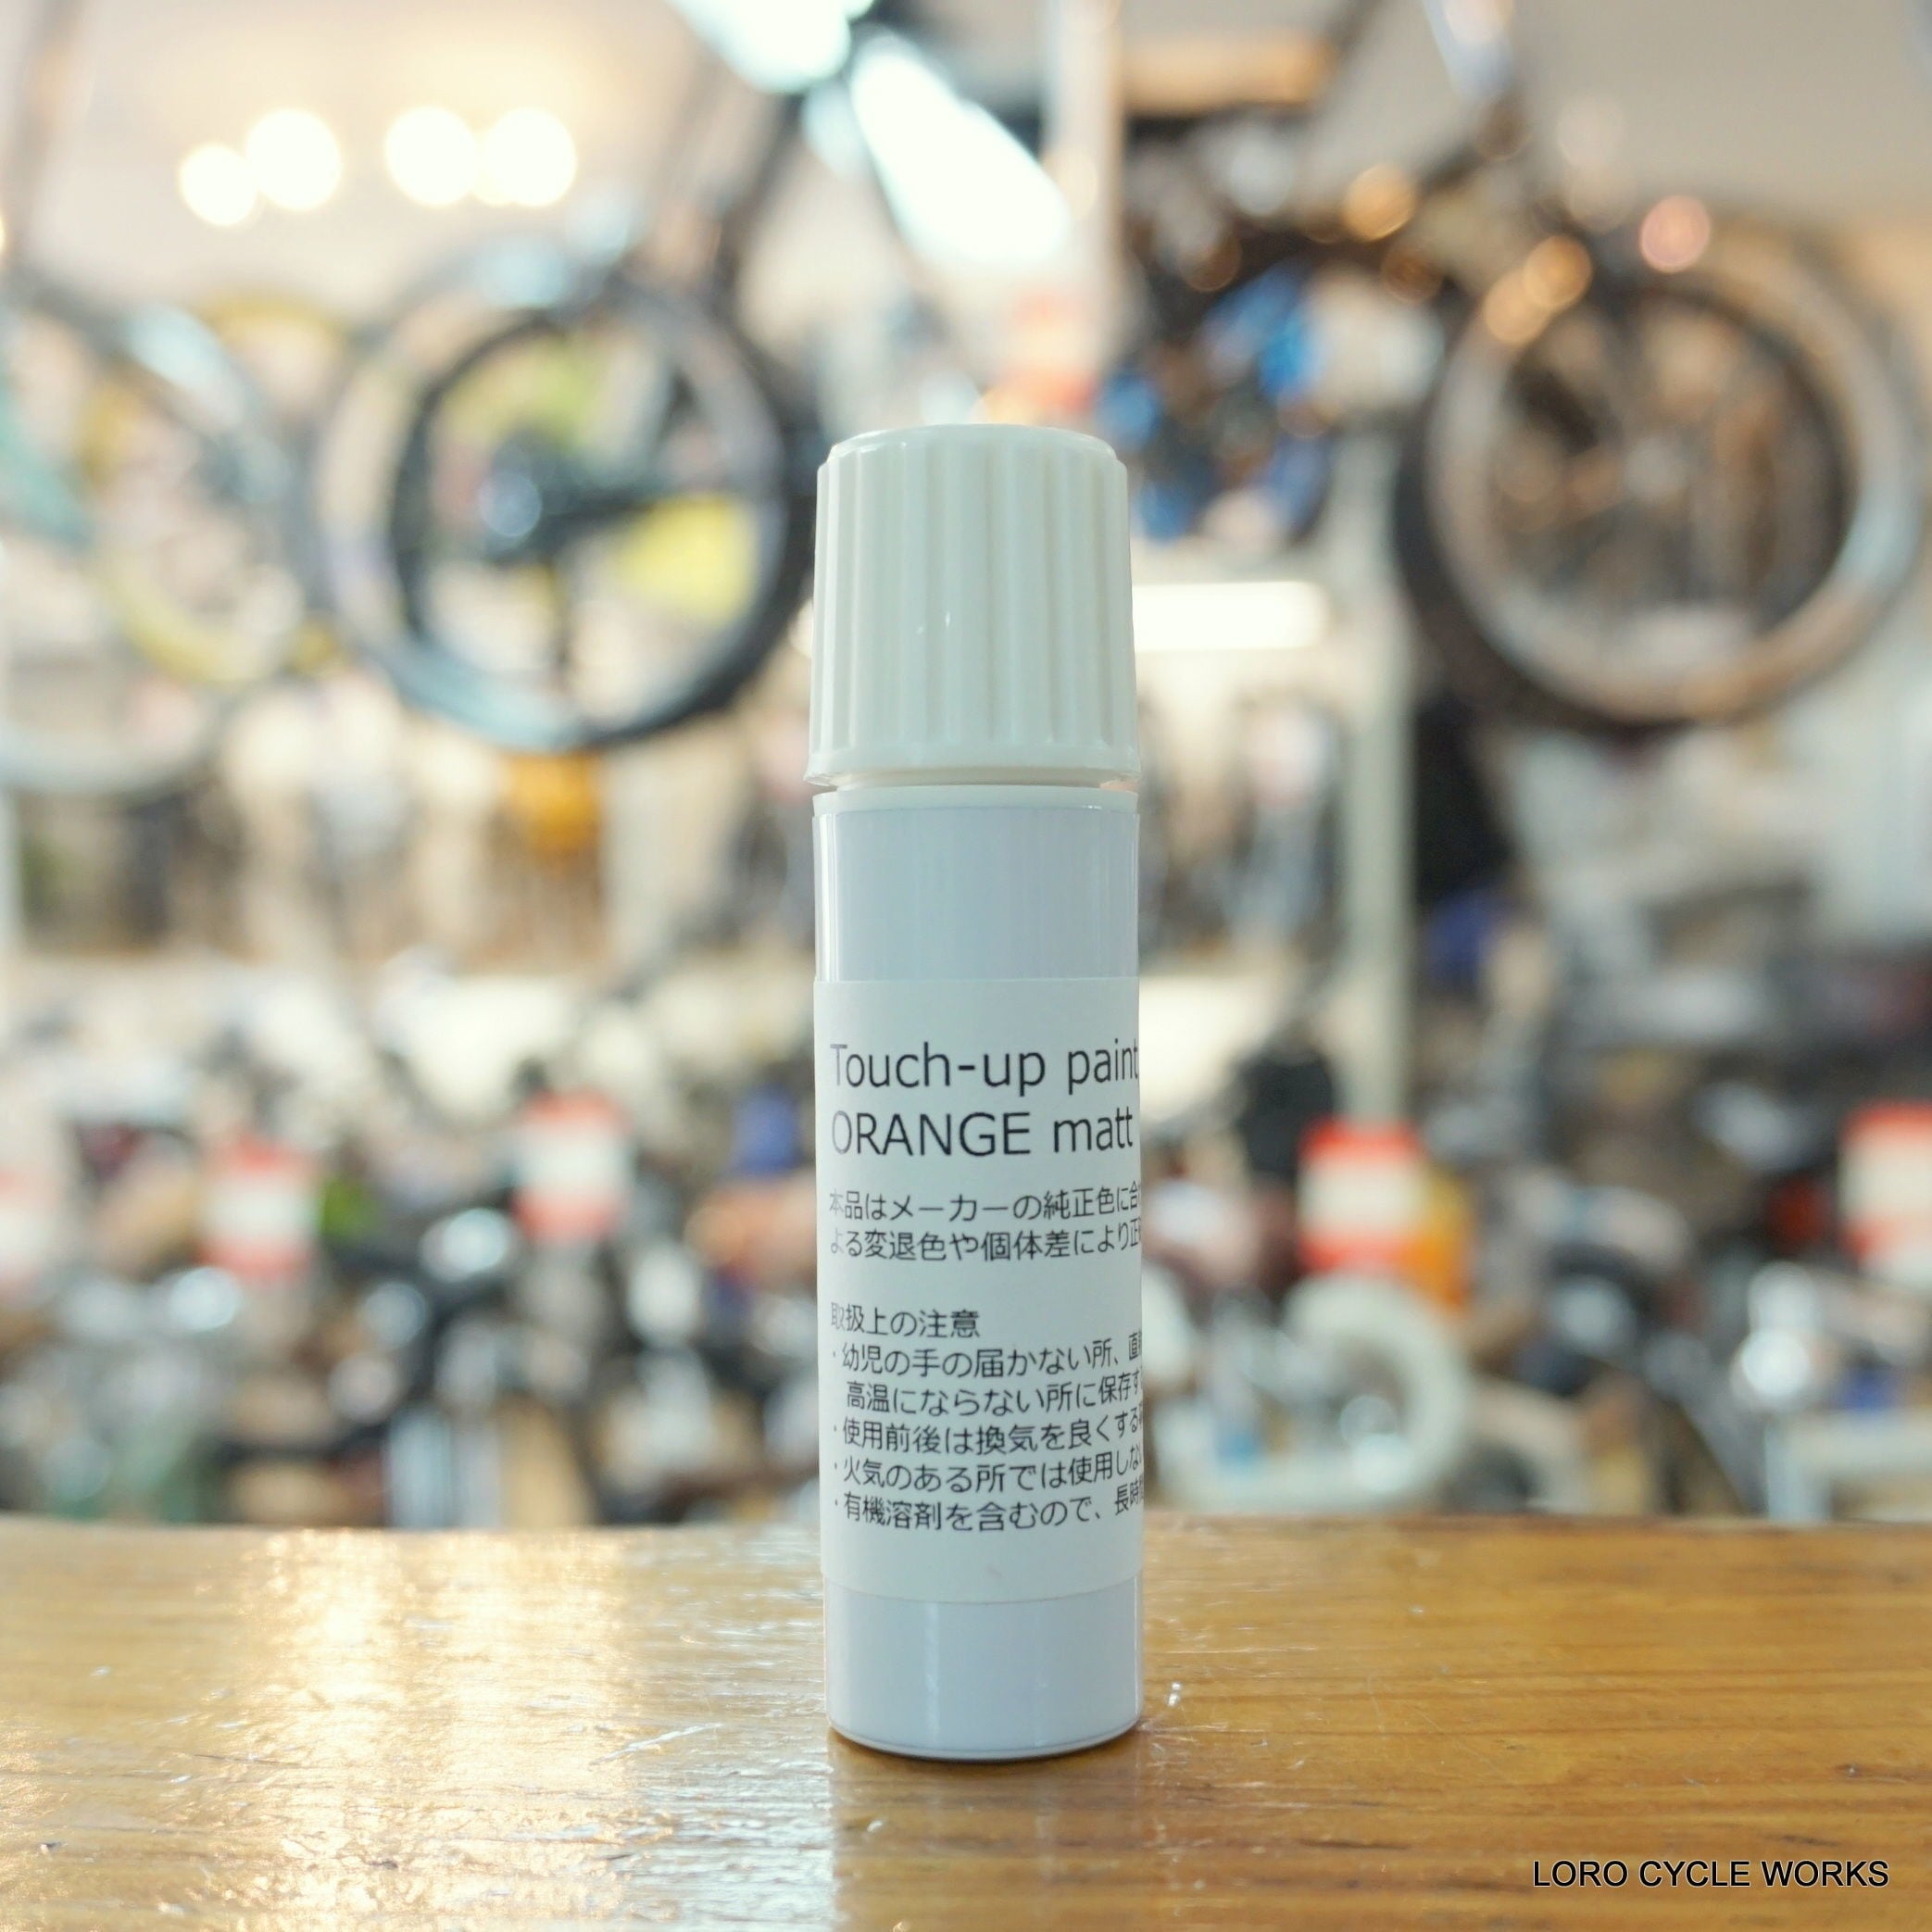 Touch-up paint
ORANGE matt
本品はメーカーの純正色に合
よる変退色や個体差により正
取扱上の注意
・幼児の手の届かない所、直
高温にならない所に保存す
・使用前後は換気を良くする
・火気のある所では使用しな
・有機溶剤を含むので、長時
LORO CYCLE WORKS